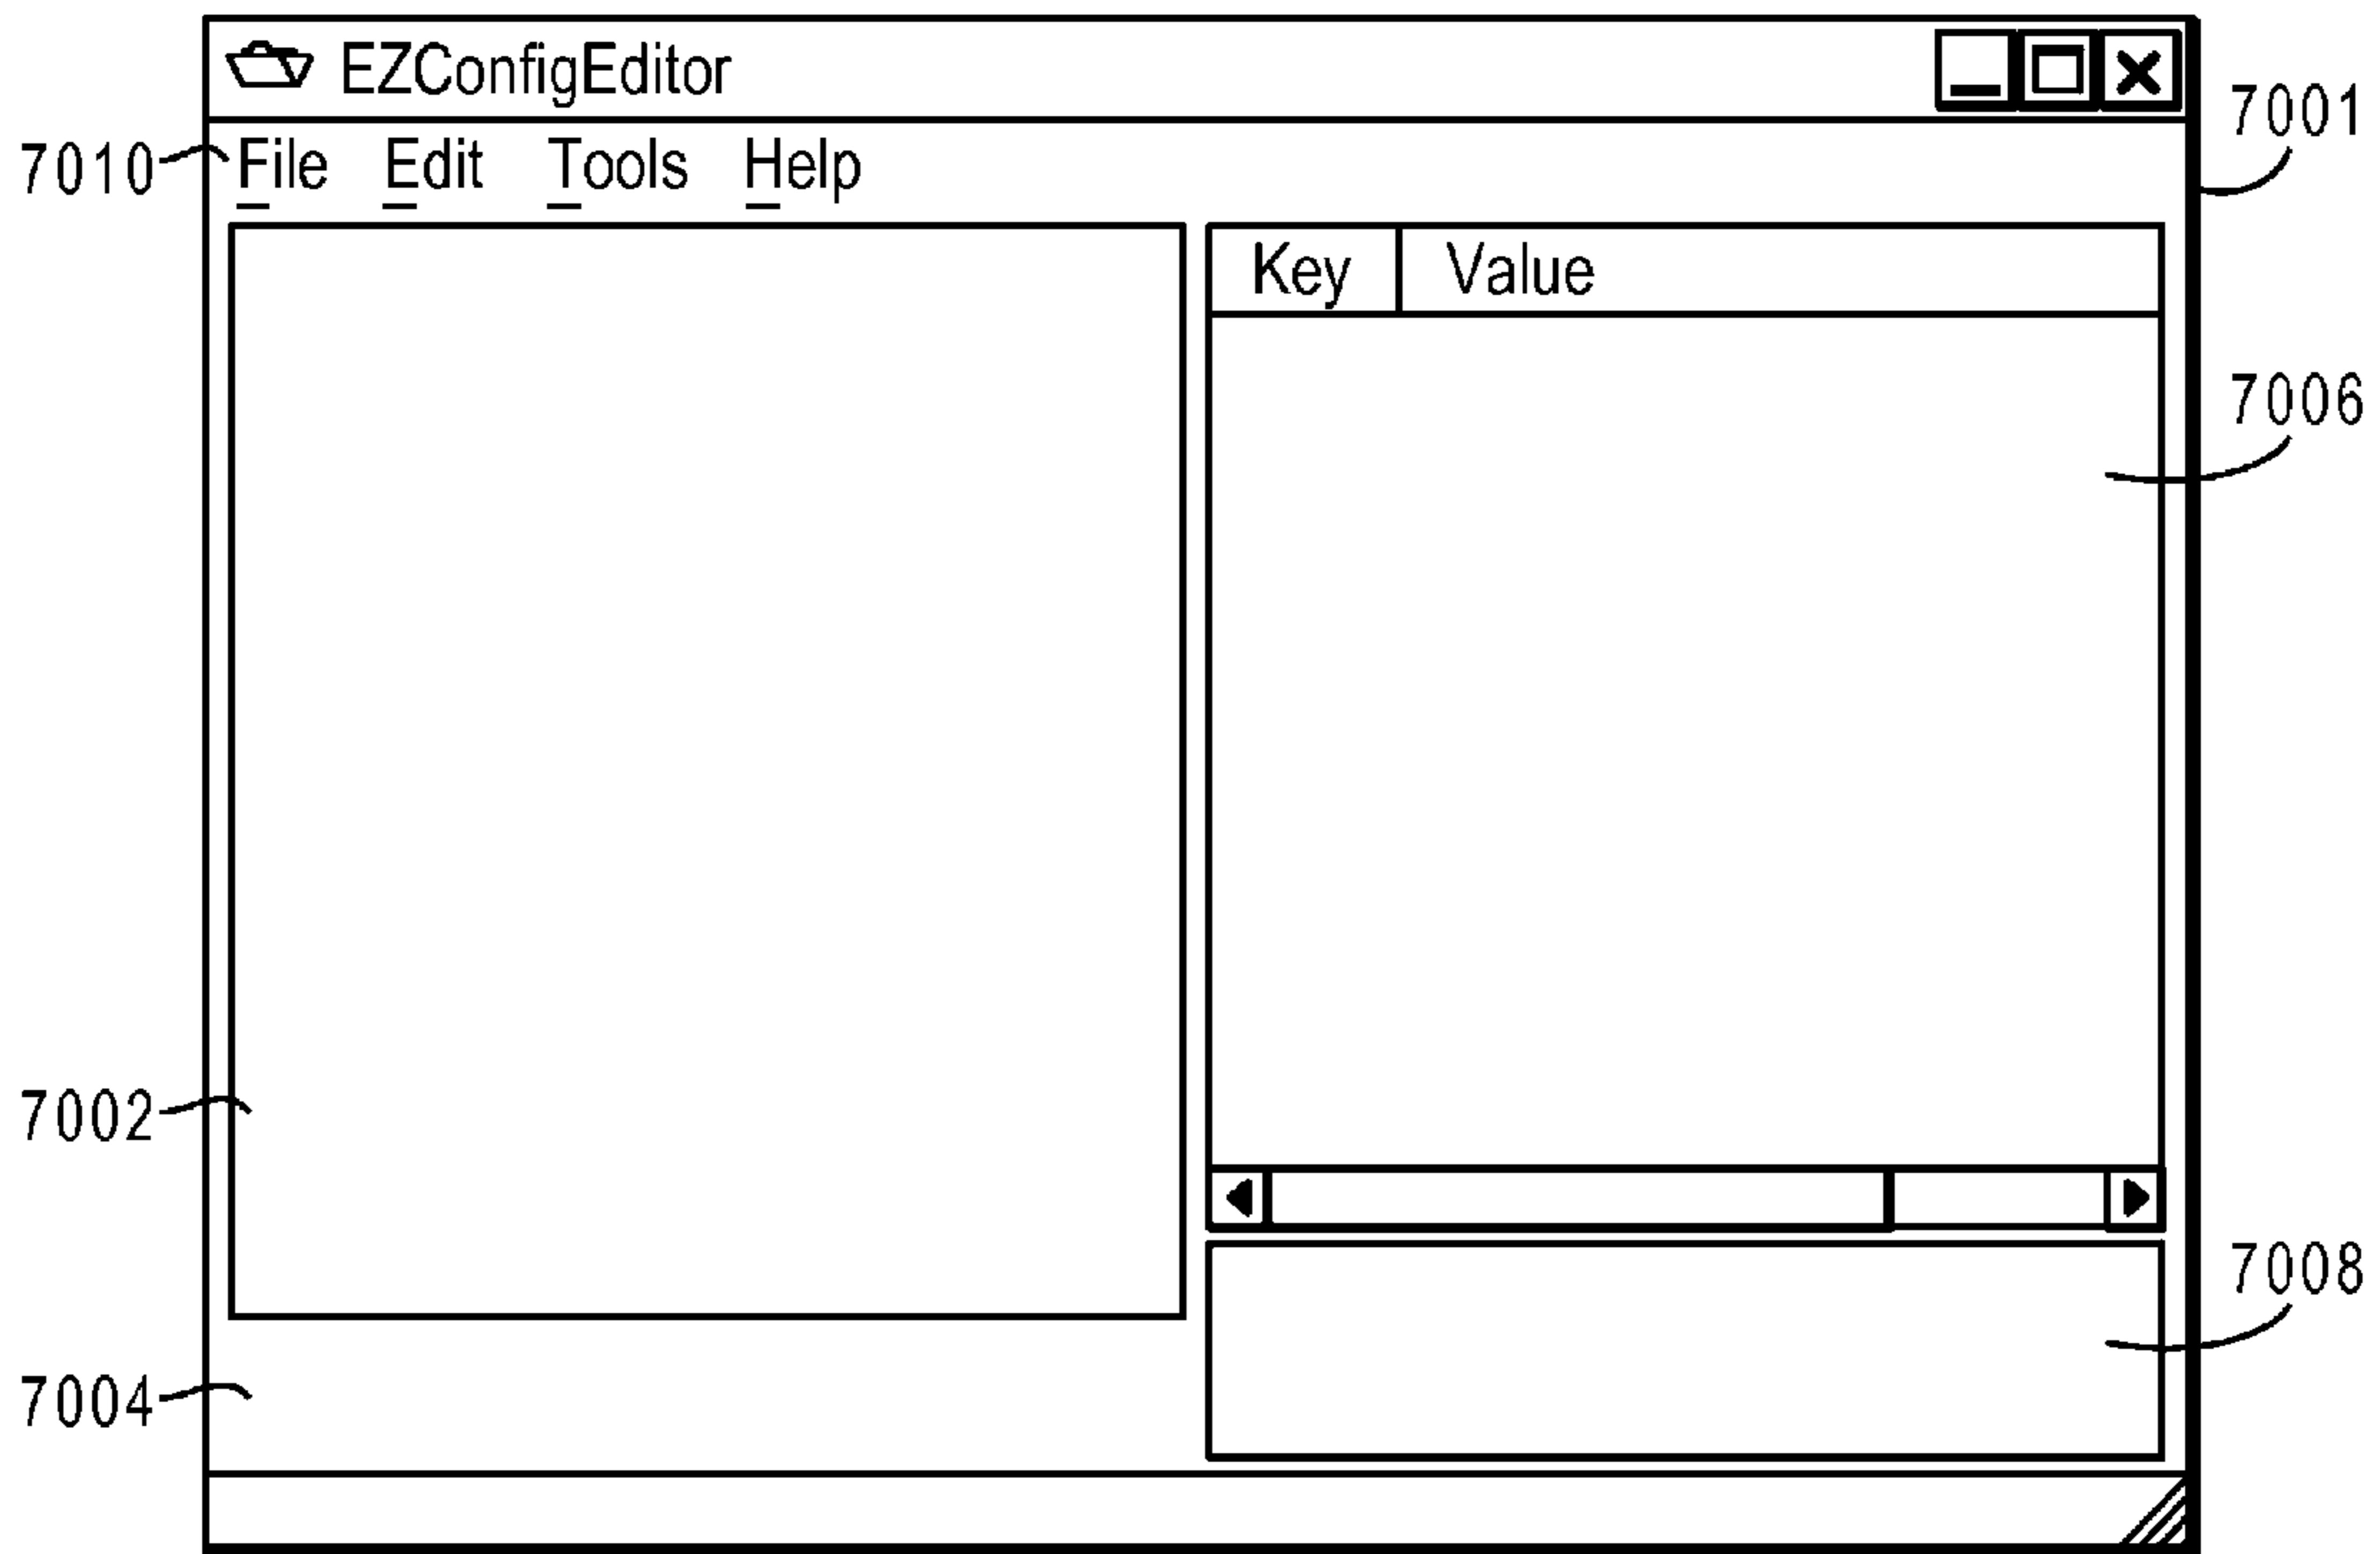 EZConfigEditor
7001
7010 File Edit Tools Help
Key Value
7006
7002
7008
7004